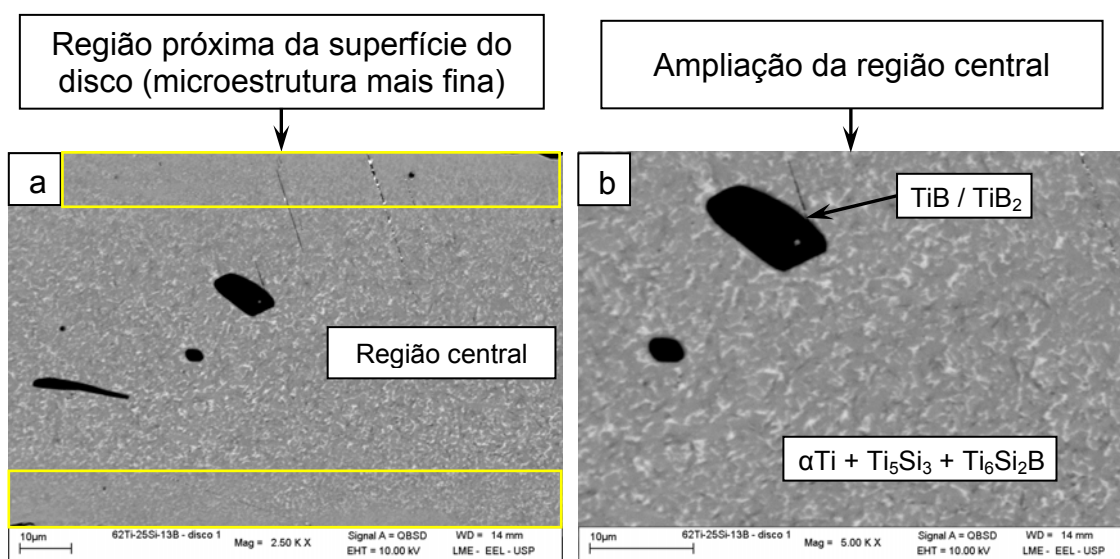 Região próxima da superfície do
disco (microestrutura mais fina)
Ampliação da região central
a
Região central
10µm
62Ti-25Si-13B - disco 1
Mag = 2.50 K X
Signal A = QBSD
EHT = 10.00 kV
WD = 14 mm
LME - EEL - USP
b
TiB / TiB₂
αTi + Ti₅Si₃ + Ti₆Si₂B
10µm
62Ti-25Si-13B - disco 1
Mag = 5.00 K X
Signal A = QBSD
EHT = 10.00 kV
WD = 14 mm
LME - EEL - USP